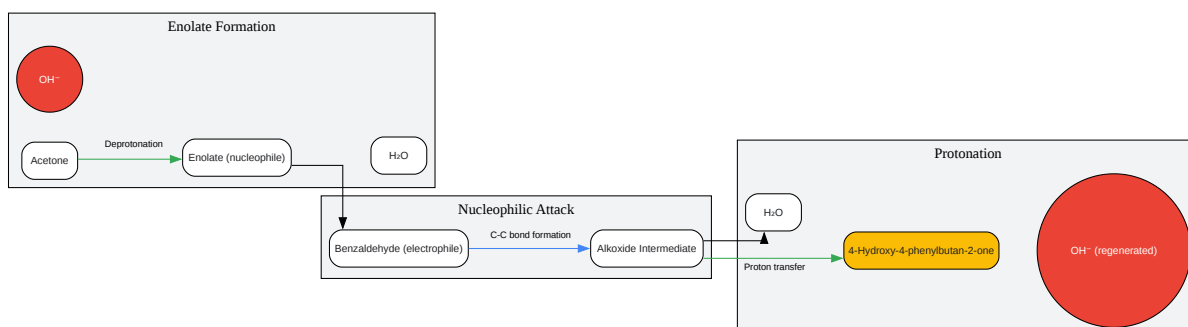 Enolate Formation
OH⁻
Deprotonation
Acetone
Enolate (nucleophile)
H₂O
Nucleophilic Attack
Benzaldehyde (electrophile)
C-C bond formation
Alkoxide Intermediate
Protonation
H₂O
Proton transfer
4-Hydroxy-4-phenylbutan-2-one
OH⁻ (regenerated)